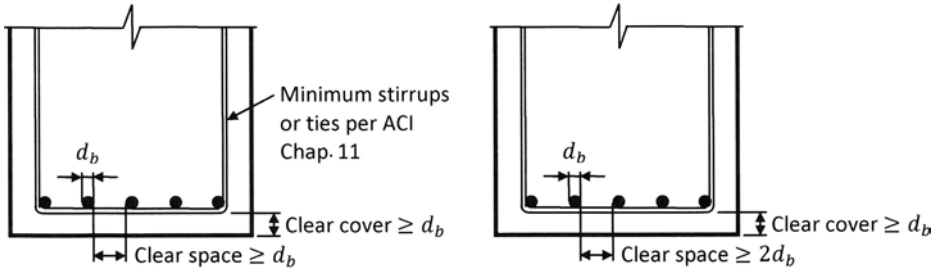 Minimum stirrups
or ties per ACI
Chap. 11
d_b
Clear cover ≥ d_b
Clear space ≥ d_b
d_b
Clear cover ≥ d_b
Clear space ≥ 2d_b